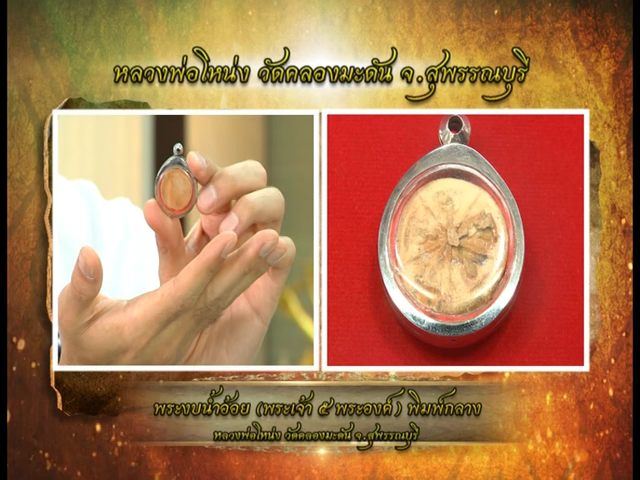 หลวงพ่อโหน่ง วัดคลองมะดัน จ.สุพรรณบุรี
พระงบน้ำอ้อย (พระเจ้า ๕ พระองค์) พิมพ์กลาง
หลวงพ่อโหน่ง วัดคลองมะดัน จ.สุพรรณบุรี